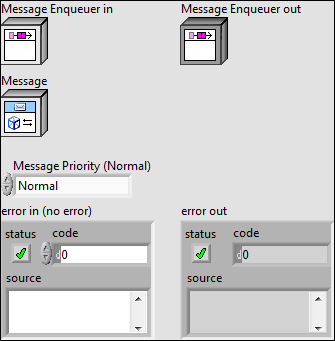 Message Enqueuer in
Message Enqueuer out
Message
Message Priority (Normal)
Normal
error in (no error)
error out
status
code
status
code
0
0
source
source